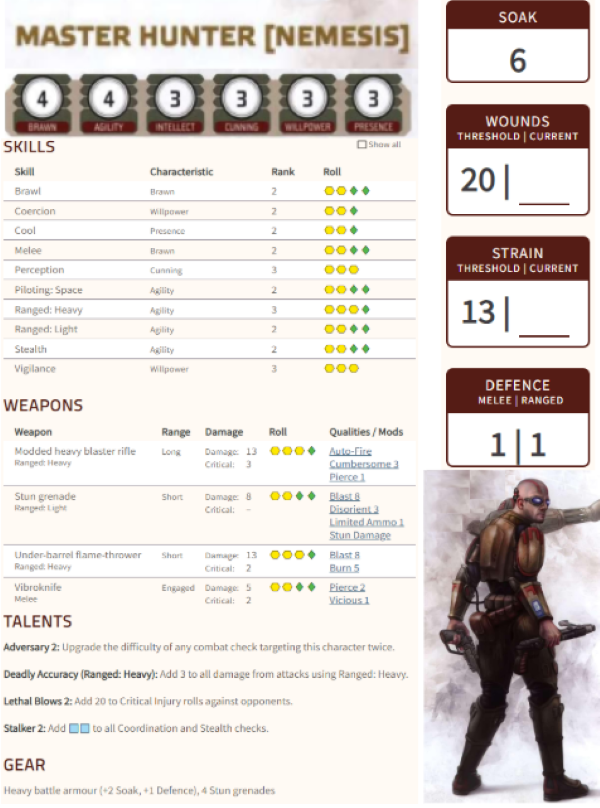 MASTER HUNTER [NEMESIS]
4 4 3 3 3 3
BRAWN AGILITY INTELLECT CUNNING WILLPOWER PRESENCE
SKILLS
Show all
Skill Characteristic Rank Roll
Brawl Brawn 2
Coercion Willpower 2
Cool Presence 2
Melee Brawn 2
Perception Cunning 3
Piloting: Space Agility 2
Ranged: Heavy Agility 3
Ranged: Light Agility 2
Stealth Agility 2
Vigilance Willpower 3
WEAPONS
Weapon Range Damage Roll Qualities / Mods
Modded heavy blaster rifle Long Damage: 13 Auto-Fire
Ranged: Heavy Critical: 3 Cumbersome 3
Pierce 1
Stun grenade Short Damage: 8 Blast 8
Ranged: Light Critical: – Disorient 3
Limited Ammo 1
Stun Damage
Under-barrel flame-thrower Short Damage: 13 Blast 8
Ranged: Heavy Critical: 2 Burn 5
Vibroknife Engaged Damage: 5 Pierce 2
Melee Critical: 2 Vicious 1
TALENTS
Adversary 2: Upgrade the difficulty of any combat check targeting this character twice.
Deadly Accuracy (Ranged: Heavy): Add 3 to all damage from attacks using Ranged: Heavy.
Lethal Blows 2: Add 20 to Critical Injury rolls against opponents.
Stalker 2: Add to all Coordination and Stealth checks.
GEAR
Heavy battle armour (+2 Soak, +1 Defence), 4 Stun grenades
SOAK
6
WOUNDS
THRESHOLD | CURRENT
20 | ___
STRAIN
THRESHOLD | CURRENT
13 | ___
DEFENCE
MELEE | RANGED
1 | 1